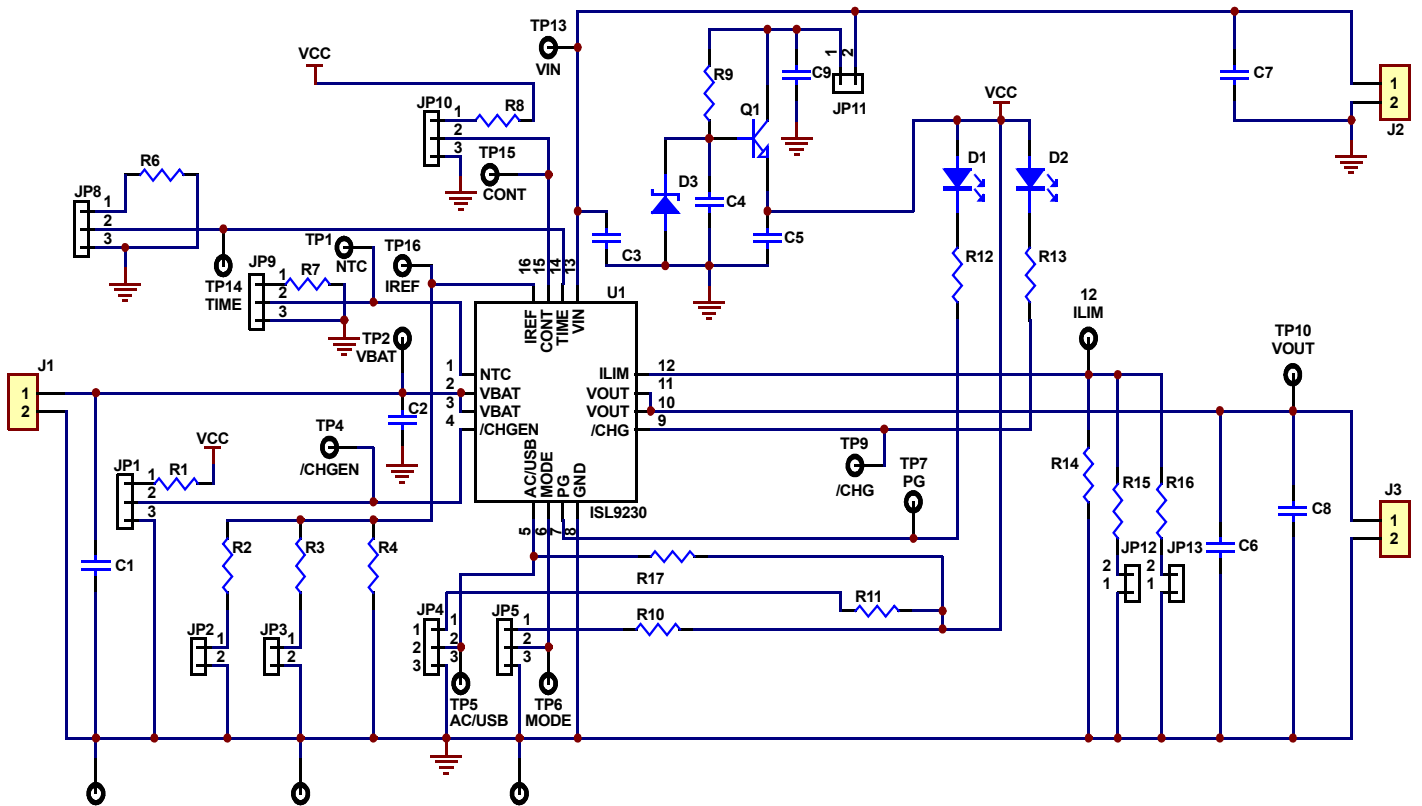 TP13
VIN
VCC
R9
C9
1
2
JP11
C7
1
2
J2
JP10
1
2
3
R8
Q1
VCC
TP15
CONT
R6
JP8
1
2
3
D3
C4
D1
D2
TP14
TIME
TP1
NTC
TP16
IREF
C3
C5
R12
R13
JP9
1
2
3
R7
16
15
14
13
U1
12
ILIM
TP10
VOUT
TP2
VBAT
IREF
CONT
TIME
VIN
J1
1
2
1
2
3
4
NTC
VBAT
VBAT
/CHGEN
ILIM
VOUT
VOUT
/CHG
12
11
10
9
C2
TP4
/CHGEN
VCC
JP1
1
2
3
R1
AC/USB
MODE
PG
GND
ISL9230
5
6
7
8
TP9
/CHG
TP7
PG
R14
R15
R16
C8
J3
1
2
C1
R2
R3
R4
R17
R11
R10
JP12
2
1
JP13
2
1
C6
JP2
1
2
JP3
1
2
JP4
1
2
3
1
2
3
JP5
1
2
3
TP5
AC/USB
TP6
MODE